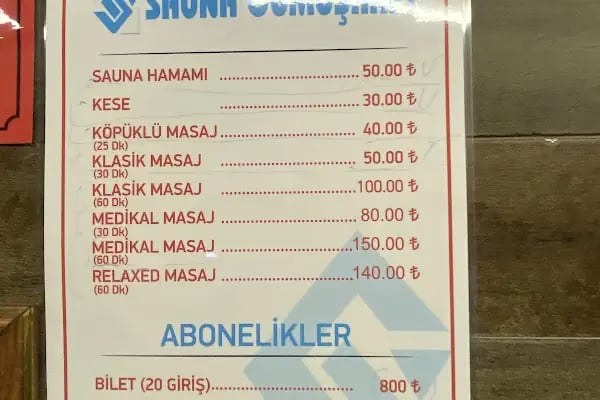 SAUNA
SAUNA HAMAMI ........................ 50.00 ₺
KESE ........................ 30.00 ₺
KÖPÜKLÜ MASAJ ........................ 40.00 ₺
(25 Dk)
KLASİK MASAJ ........................ 50.00 ₺
(30 Dk)
KLASİK MASAJ ........................ 100.00 ₺
(60 Dk)
MEDİKAL MASAJ ........................ 80.00 ₺
(30 Dk)
MEDİKAL MASAJ ........................ 150.00 ₺
(60 Dk)
RELAXED MASAJ ........................ 140.00 ₺
(60 Dk)
ABONELİKLER
BİLET (20 GİRİŞ)........................ 800 ₺